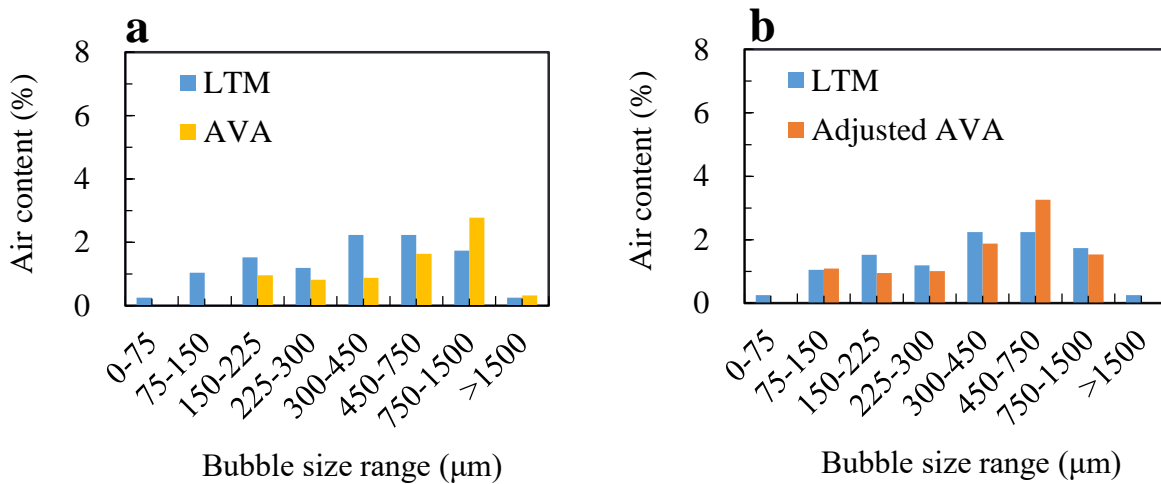 a
Air content (%)
8
6
4
2
0
LTM
AVA
0-75
75-150
150-225
225-300
300-450
450-750
750-1500
>1500
Bubble size range (μm)
b
Air content (%)
8
6
4
2
0
LTM
Adjusted AVA
0-75
75-150
150-225
225-300
300-450
450-750
750-1500
>1500
Bubble size range (μm)